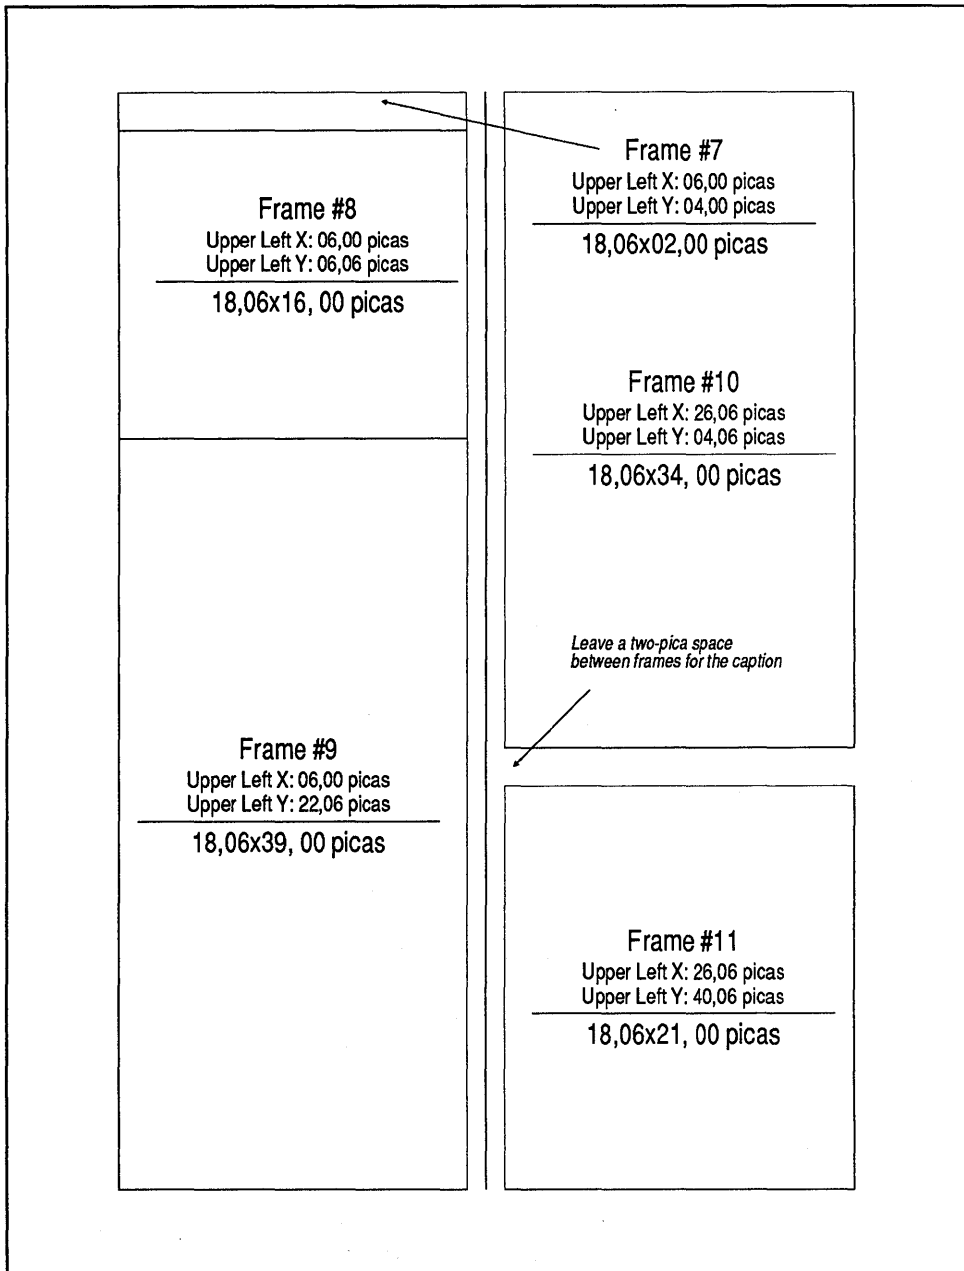 Frame #7
Upper Left X: 06,00 picas
Upper Left Y: 04,00 picas
18,06x02,00 picas
Frame #8
Upper Left X: 06,00 picas
Upper Left Y: 06,06 picas
18,06x16, 00 picas
Frame #9
Upper Left X: 06,00 picas
Upper Left Y: 22,06 picas
18,06x39, 00 picas
Frame #10
Upper Left X: 26,06 picas
Upper Left Y: 04,06 picas
18,06x34, 00 picas
Leave a two-pica space
between frames for the caption
Frame #11
Upper Left X: 26,06 picas
Upper Left Y: 40,06 picas
18,06x21, 00 picas